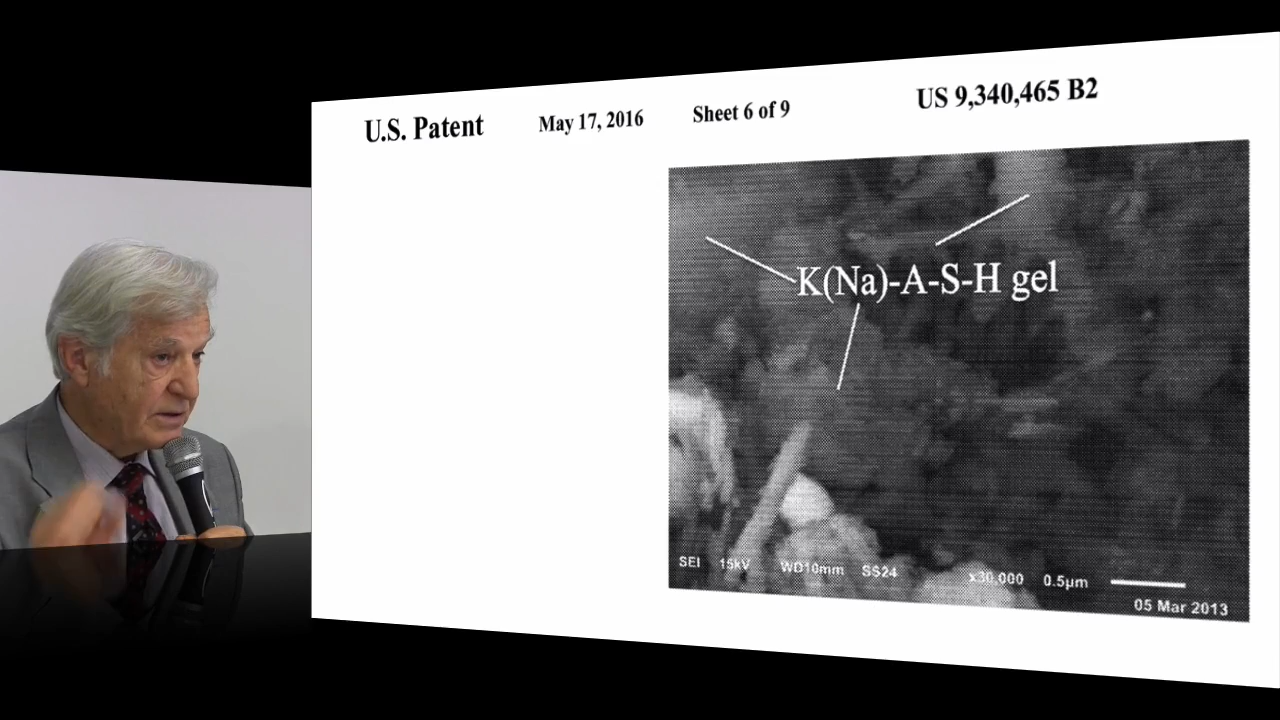 U.S. Patent May 17, 2016 Sheet 6 of 9 US 9,340,465 B2
K(Na)-A-S-H gel
SEI 15kV WD10mm SS24 x30,000 0.5µm
05 Mar 2013